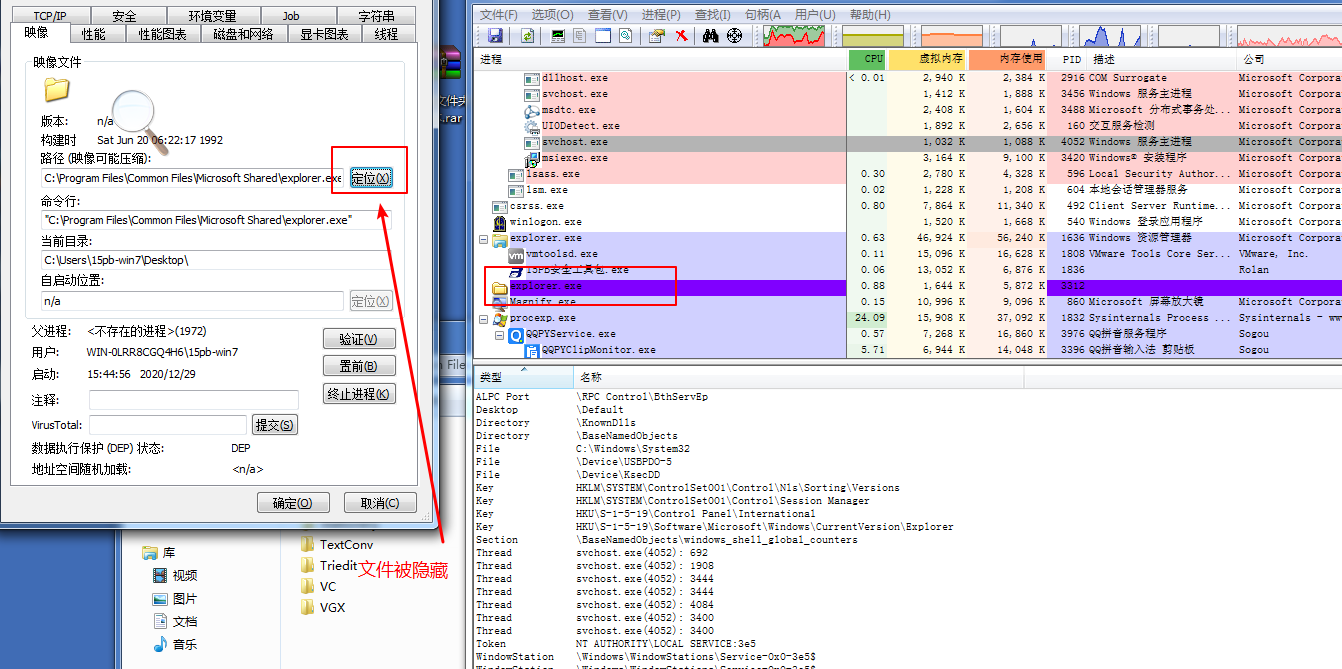 TCP/IP 安全 环境变量 Job 字符串
映像 性能 性能图表 磁盘和网络 显卡图表 线程
映像文件
版本: n/a
构建时 Sat Jun 20 06:22:17 1992
路径 (映像可能压缩):
C:\Program Files\Common Files\Microsoft Shared\explorer.exe 定位(X)
命令行:
"C:\Program Files\Common Files\Microsoft Shared\explorer.exe"
当前目录:
C:\Users\15pb-win7\Desktop\
自启动位置:
n/a 定位(X)
父进程: <不存在的进程>(1972)
用户: WIN-0LRR8CGQ4H6\15pb-win7
启动: 15:44:56 2020/12/29
注释:
VirusTotal: 提交(S)
验证(V)
置前(B)
终止进程(K)
数据执行保护 (DEP) 状态: DEP
地址空间随机加载: <n/a>
确定(O) 取消(C)
文件夹
.rar
File
库
视频
图片
文档
音乐
TextConv
Triedit
VC
VGX
文件被隐藏
文件(F) 选项(O) 查看(V) 进程(P) 查找(I) 句柄(A 用户(U) 帮助(H)
进程 CPU 虚拟内存 内存使用 PID 描述 公司
dllhost.exe < 0.01 2,940 K 2,384 K 2916 COM Surrogate Microsoft Corpora
svchost.exe 1,412 K 1,888 K 3456 Windows 服务主进程 Microsoft Corpora
msdtc.exe 2,408 K 1,604 K 3488 Microsoft 分布式事务处... Microsoft Corpora
UI0Detect.exe 1,892 K 2,656 K 160 交互服务检测 Microsoft Corpora
svchost.exe 1,032 K 1,088 K 4052 Windows 服务主进程 Microsoft Corpora
msiexec.exe 3,164 K 9,100 K 3420 Windows® 安装程序 Microsoft Corpora
lsass.exe 0.30 2,780 K 4,328 K 596 Local Security Author... Microsoft Corpora
lsm.exe 0.02 1,228 K 1,208 K 604 本地会话管理器服务 Microsoft Corpora
csrss.exe 0.80 7,864 K 11,340 K 492 Client Server Runtime... Microsoft Corpora
winlogon.exe 1,520 K 1,668 K 540 Windows 登录应用程序 Microsoft Corpora
explorer.exe 0.63 46,924 K 56,240 K 1636 Windows 资源管理器 Microsoft Corpora
vmtoolsd.exe 0.11 15,096 K 16,628 K 1808 VMware Tools Core Ser... VMware, Inc.
15PB安全工具包.exe 0.06 13,052 K 6,876 K 1836 Rolan
explorer.exe 0.88 1,644 K 5,872 K 3312
Magnify.exe 0.15 10,996 K 9,096 K 860 Microsoft 屏幕放大镜 Microsoft Corpora
procexp.exe 24.09 15,908 K 37,092 K 1832 Sysinternals Process ... Sysinternals - ww
QQPYService.exe 0.57 7,268 K 16,860 K 3976 QQ拼音服务程序 Sogou
QQPYClipMonitor.exe 5.71 6,944 K 14,048 K 3396 QQ拼音输入法 剪贴板 Sogou
类型 名称
ALPC Port \RPC Control\BthServEp
Desktop \Default
Directory \KnownDlls
Directory \BaseNamedObjects
File C:\Windows\System32
File \Device\USBPDO-5
File \Device\KsecDD
Key HKLM\SYSTEM\ControlSet001\Control\Nls\Sorting\Versions
Key HKLM\SYSTEM\ControlSet001\Control\Session Manager
Key HKU\S-1-5-19\Control Panel\International
Key HKU\S-1-5-19\Software\Microsoft\Windows\CurrentVersion\Explorer
Section \BaseNamedObjects\windows_shell_global_counters
Thread svchost.exe(4052): 692
Thread svchost.exe(4052): 1908
Thread svchost.exe(4052): 3444
Thread svchost.exe(4052): 3444
Thread svchost.exe(4052): 4084
Thread svchost.exe(4052): 3400
Thread svchost.exe(4052): 3400
Token NT AUTHORITY\LOCAL SERVICE:3e5
WindowStation \Windows\WindowStations\Service-0x0-3e5$
WindowStation \Windows\WindowStations\Service-0x0-3e5$